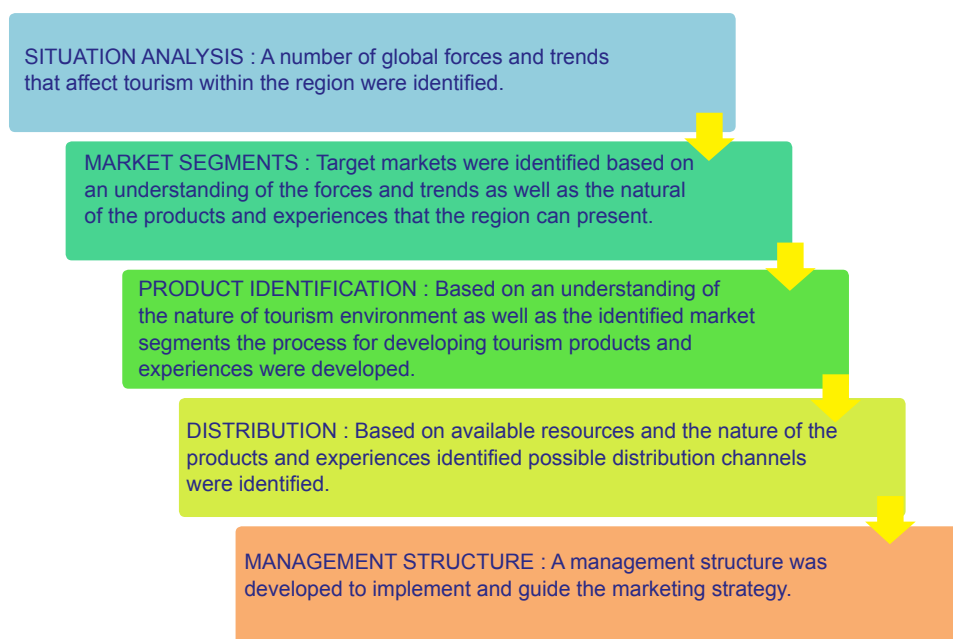 SITUATION ANALYSIS : A number of global forces and trends
that affect tourism within the region were identified.
MARKET SEGMENTS : Target markets were identified based on
an understanding of the forces and trends as well as the natural
of the products and experiences that the region can present.
PRODUCT IDENTIFICATION : Based on an understanding of
the nature of tourism environment as well as the identified market
segments the process for developing tourism products and
experiences were developed.
DISTRIBUTION : Based on available resources and the nature of the
products and experiences identified possible distribution channels
were identified.
MANAGEMENT STRUCTURE : A management structure was
developed to implement and guide the marketing strategy.